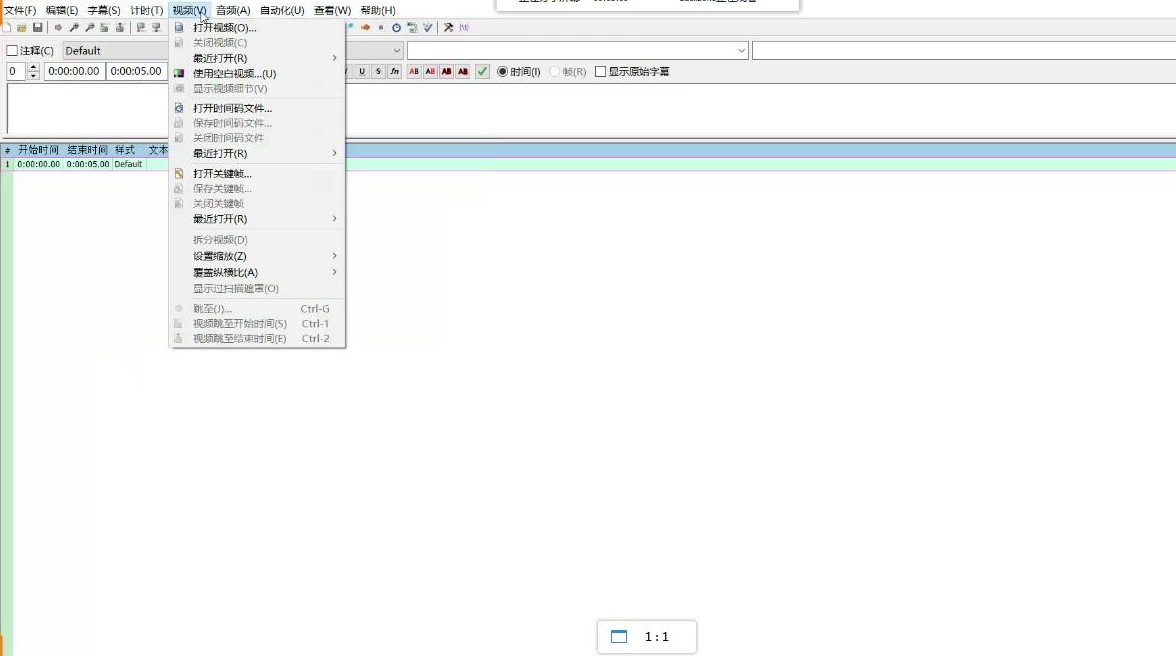 文件(F) 编辑(E) 字幕(S) 计时(T) 视频(V) 音频(A) 自动化(U) 查看(W) 帮助(H)
注释(C) Default
0 0:00:00.00 0:00:05.00 U S fn AB AB AB AB 时间(I) 帧(R) 显示原始字幕
# 开始时间 结束时间 样式 文本
1 0:00:00.00 0:00:05.00 Default
打开视频(O)...
关闭视频(C)
最近打开(R)
使用空白视频...(U)
显示视频细节(V)
打开时间码文件...
保存时间码文件...
关闭时间码文件
最近打开(R)
打开关键帧...
保存关键帧...
关闭关键帧
最近打开(R)
拆分视频(D)
设置缩放(Z)
覆盖纵横比(A)
显示过扫描遮罩(O)
跳至(J)... Ctrl-G
视频跳至开始时间(S) Ctrl-1
视频跳至结束时间(E) Ctrl-2
1:1